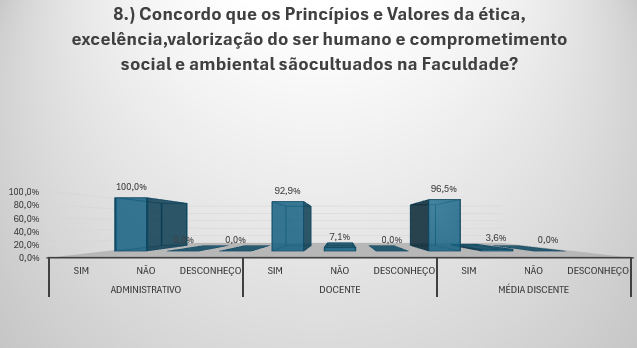 8.) Concordo que os Princípios e Valores da ética,
excelência,valorização do ser humano e comprometimento
social e ambiental sãocultuados na Faculdade?
100,0%
92,9%
96,5%
0,0%
7,1%
0,0%
3,6%
0,0%
100,0%
80,0%
60,0%
40,0%
20,0%
0,0%
SIM NÃO DESCONHEÇO SIM NÃO DESCONHEÇO SIM NÃO DESCONHEÇO
ADMINISTRATIVO DOCENTE MÉDIA DISCENTE